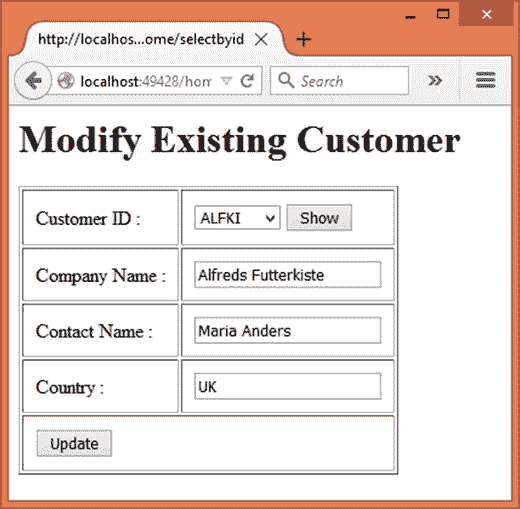 http://localhos...ome/selectbyid
localhost:49428/hom
Search
Modify Existing Customer
Customer ID : ALFKI Show
Company Name : Alfreds Futterkiste
Contact Name : Maria Anders
Country : UK
Update